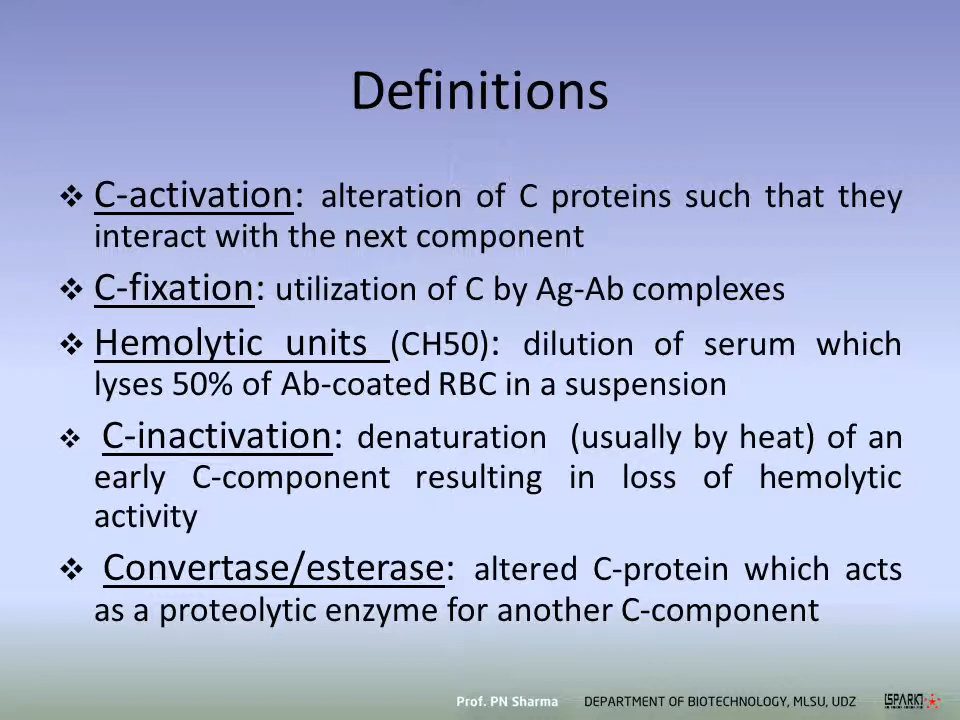 Definitions
❖ C-activation: alteration of C proteins such that they
interact with the next component
❖ C-fixation: utilization of C by Ag-Ab complexes
❖ Hemolytic units (CH50): dilution of serum which
lyses 50% of Ab-coated RBC in a suspension
❖ C-inactivation: denaturation (usually by heat) of an
early C-component resulting in loss of hemolytic
activity
❖ Convertase/esterase: altered C-protein which acts
as a proteolytic enzyme for another C-component
Prof. PN Sharma DEPARTMENT OF BIOTECHNOLOGY, MLSU, UDZ